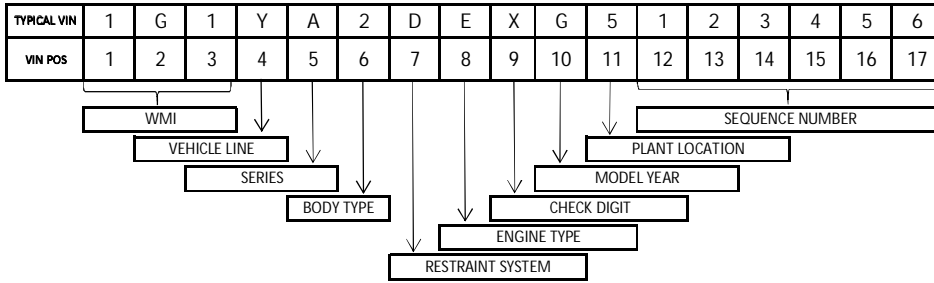 TYPICAL VIN 1 G 1 Y A 2 D E X G 5 1 2 3 4 5 6
VIN POS 1 2 3 4 5 6 7 8 9 10 11 12 13 14 15 16 17
WMI SEQUENCE NUMBER
VEHICLE LINE PLANT LOCATION
SERIES MODEL YEAR
BODY TYPE CHECK DIGIT
ENGINE TYPE
RESTRAINT SYSTEM